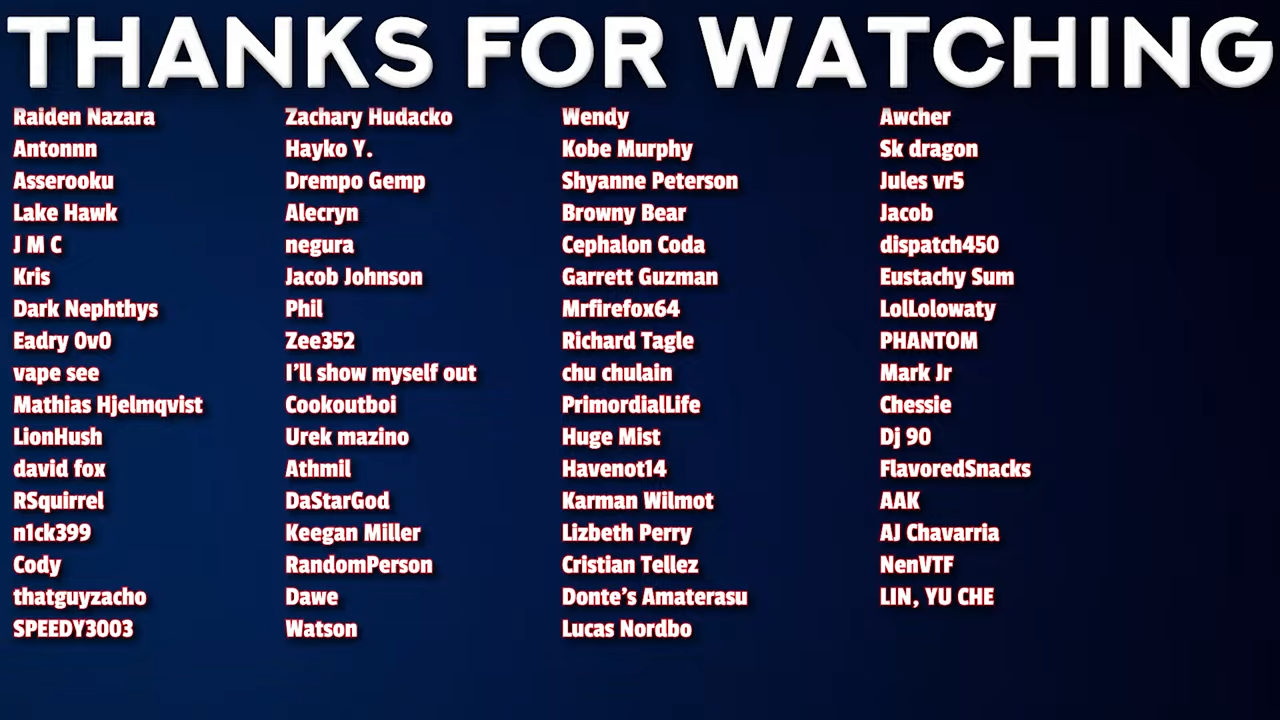 THANKS FOR WATCHING
Raiden Nazara
Antonnn
Asserooku
Lake Hawk
J M C
Kris
Dark Nephthys
Eadry 0v0
vape see
Mathias Hjelmqvist
LionHush
david fox
RSquirrel
n1ck399
Cody
thatguyzacho
SPEEDY3003
Zachary Hudacko
Hayko Y.
Drempo Gemp
Alecryn
negura
Jacob Johnson
Phil
Zee352
I'll show myself out
Cookoutboi
Urek mazino
Athmil
DaStarGod
Keegan Miller
RandomPerson
Dawe
Watson
Wendy
Kobe Murphy
Shyanne Peterson
Browny Bear
Cephalon Coda
Garrett Guzman
Mrfirefox64
Richard Tagle
chu chulain
PrimordialLife
Huge Mist
Havenot14
Karman Wilmot
Lizbeth Perry
Cristian Tellez
Donte's Amaterasu
Lucas Nordbo
Awcher
Sk dragon
Jules vr5
Jacob
dispatch450
Eustachy Sum
LolLolowaty
PHANTOM
Mark Jr
Chessie
Dj 90
FlavoredSnacks
AAK
AJ Chavarria
NenVTF
LIN, YU CHE